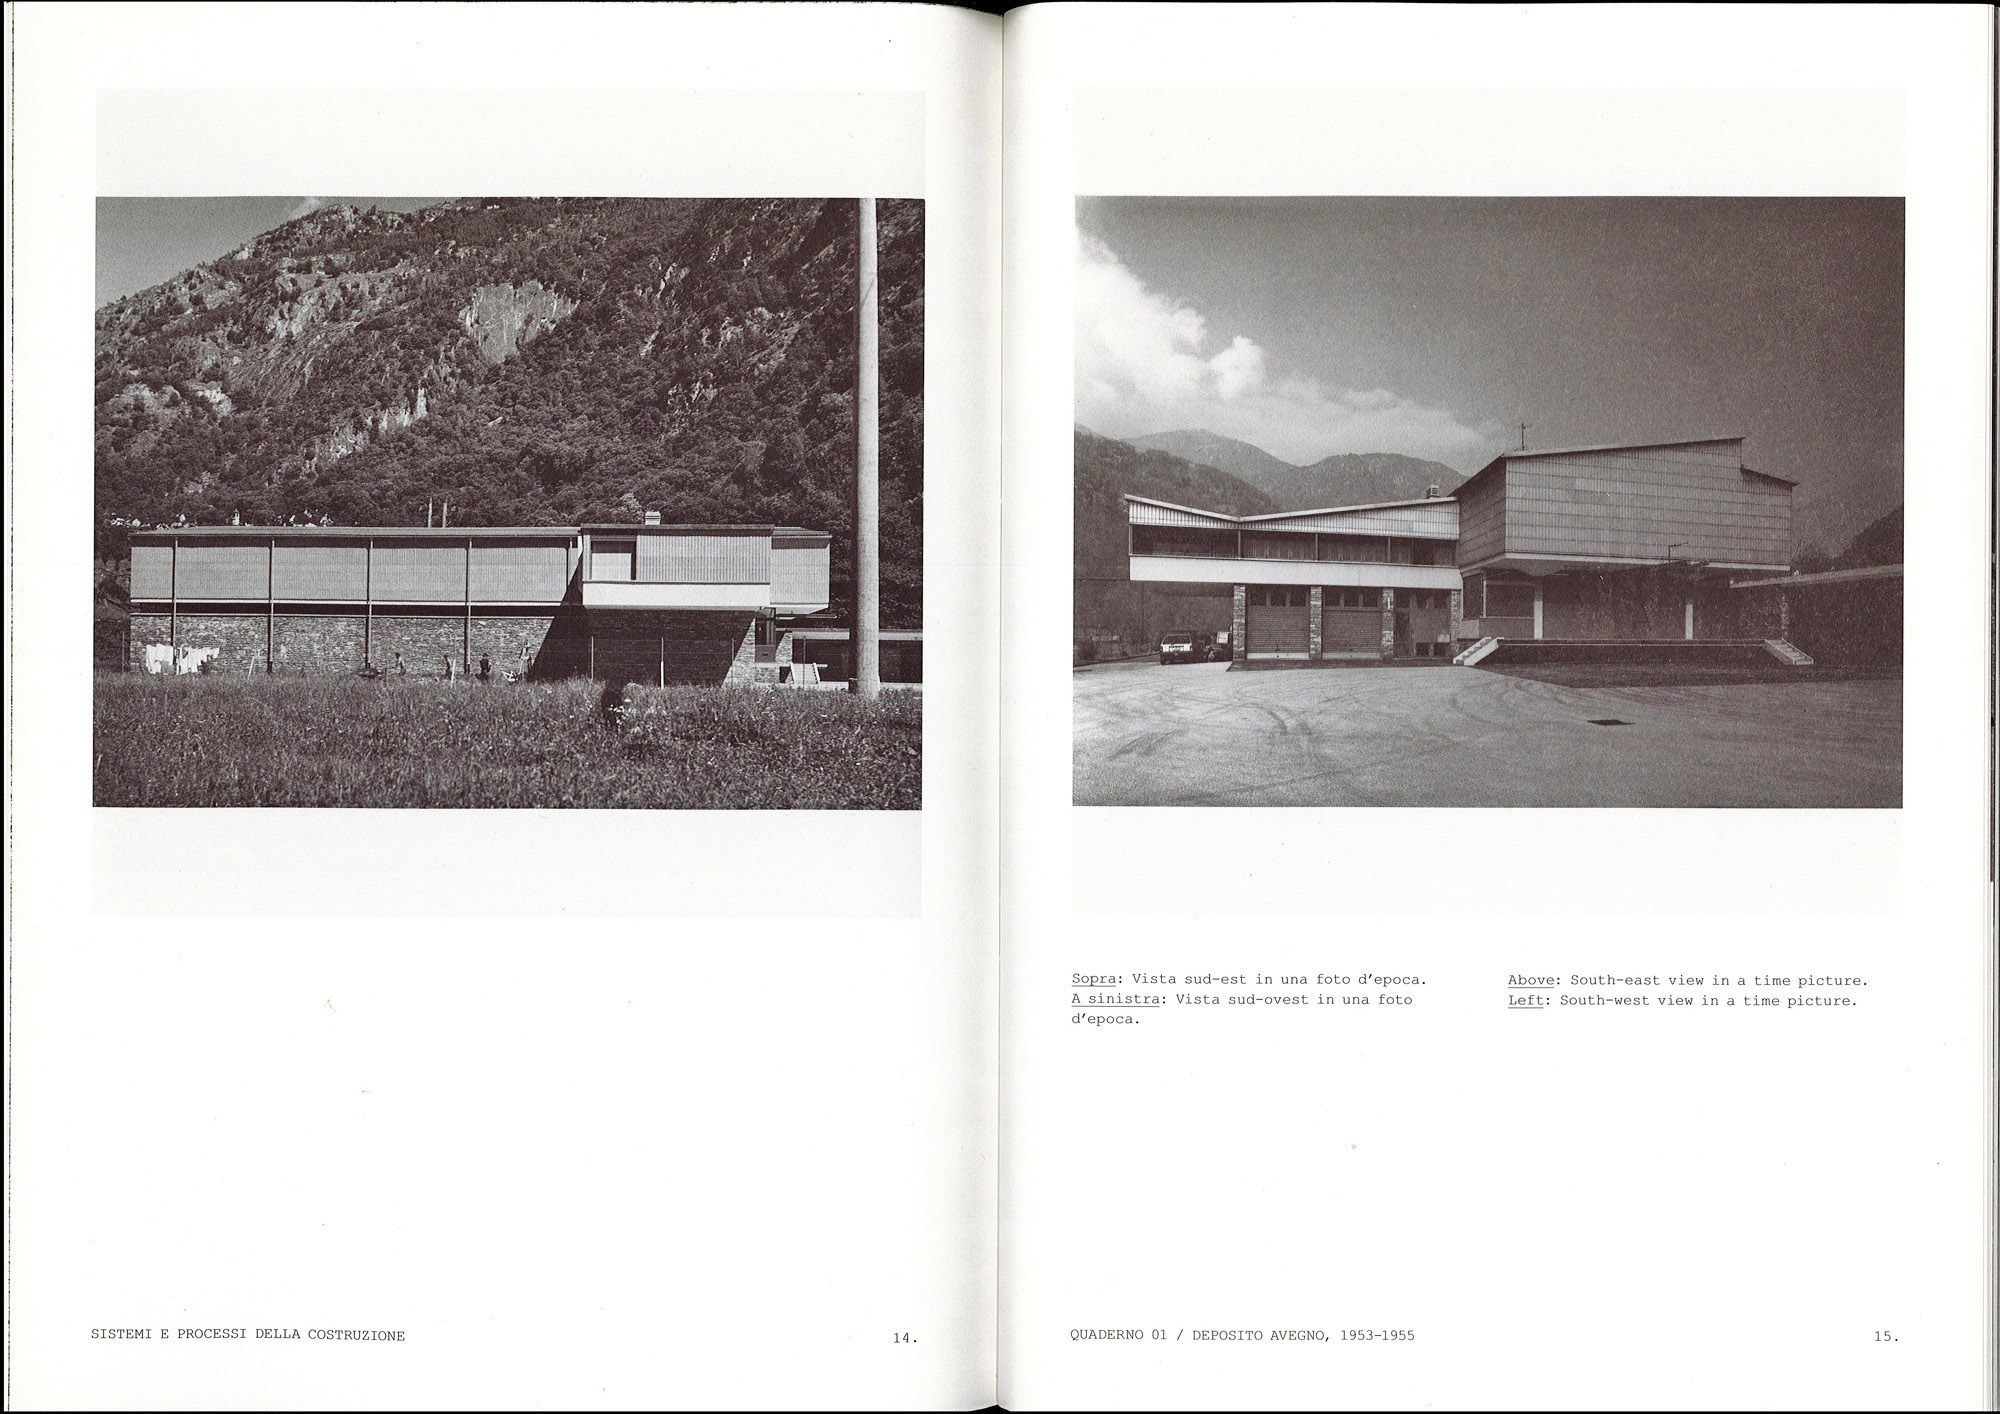 Sopra: Vista sud-est in una foto d'epoca.
A sinistra: Vista sud-ovest in una foto
d'epoca.
Above: South-east view in a time picture.
Left: South-west view in a time picture.
SISTEMI E PROCESSI DELLA COSTRUZIONE
14.
QUADERNO 01 / DEPOSITO AVEGNO, 1953-1955
15.